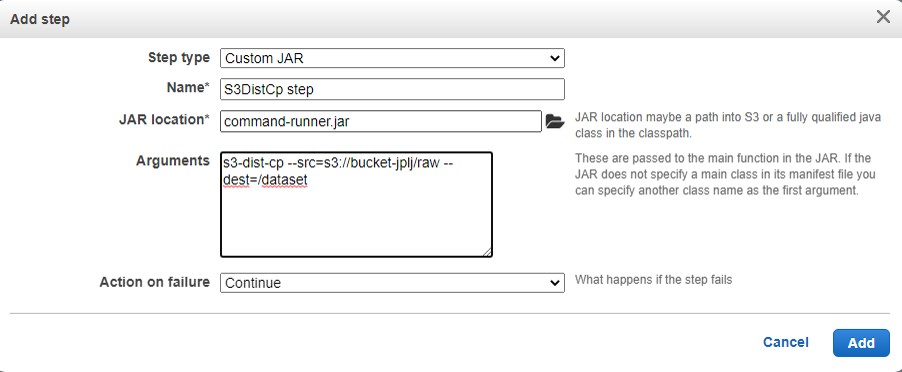 Add step
Step type Custom JAR
Name* S3DistCp step
JAR location* command-runner.jar
JAR location maybe a path into S3 or a fully qualified java
class in the classpath.
Arguments
s3-dist-cp --src=s3://bucket-jplj/raw --
dest=/dataset
These are passed to the main function in the JAR. If the
JAR does not specify a main class in its manifest file you
can specify another class name as the first argument.
Action on failure Continue
What happens if the step fails
Cancel Add